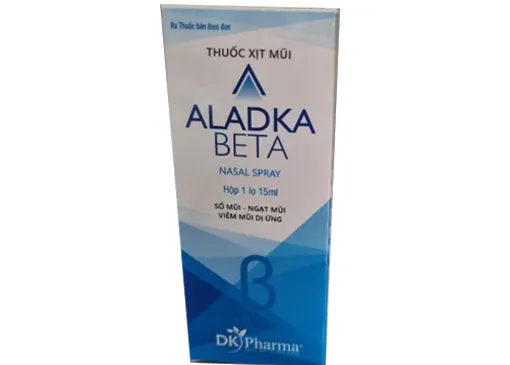 Rx Thuốc bán theo đơn
THUỐC XỊT MŨI
ALADKA
BETA
NASAL SPRAY
Hộp 1 lọ 15ml
SỔ MŨI - NGẠT MŨI
VIÊM MŨI DỊ ỨNG
β
DK Pharma